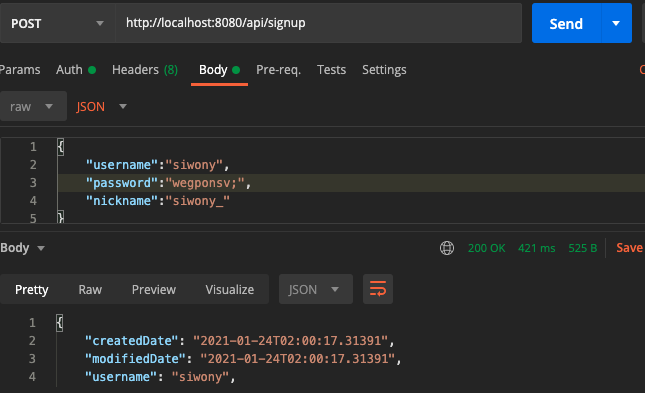 POST http://localhost:8080/api/signup Send
Params Auth Headers (8) Body Pre-req. Tests Settings
raw JSON
1 {
2 "username":"siwony",
3 "password":"wegponsv;",
4 "nickname":"siwony_"
5 }
Body 200 OK 421 ms 525 B Save
Pretty Raw Preview Visualize JSON
1 {
2 "createdDate": "2021-01-24T02:00:17.31391",
3 "modifiedDate": "2021-01-24T02:00:17.31391",
4 "username": "siwony",